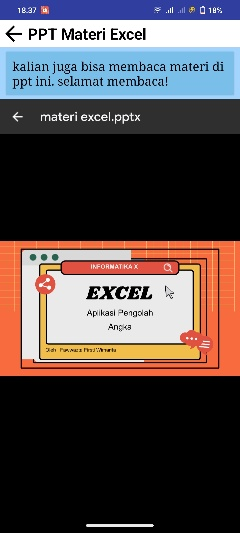 18.37
18%
PPT Materi Excel
kalian juga bisa membaca materi di
ppt ini. selamat membaca!
materi excel.pptx
INFORMATIKA X
EXCEL
Aplikasi Pengolah
Angka
Oleh :